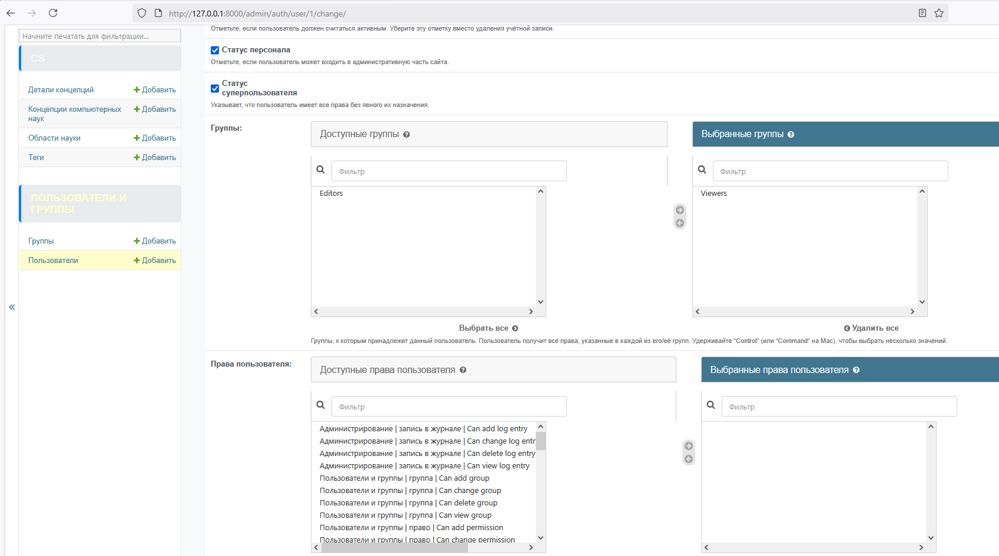 http://127.0.0.1:8000/admin/auth/user/1/change/
Начните печатать для фильтрации...
CS
Детали концепций
Добавить
Концепции компьютерных
наук
Добавить
Области науки
Добавить
Теги
Добавить
ПОЛЬЗОВАТЕЛИ И
ГРУППЫ
Группы
Добавить
Пользователи
Добавить
«
Отметьте, если пользователь должен считаться активным. Уберите эту отметку вместо удаления учётной записи.
Статус персонала
Отметьте, если пользователь может входить в административную часть сайта.
Статус
суперпользователя
Указывает, что пользователь имеет все права без явного их назначения.
Группы:
Доступные группы
Фильтр
Editors
Выбрать все
Выбранные группы
Фильтр
Viewers
Удалить все
Группы, к которым принадлежит данный пользователь. Пользователь получит все права, указанные в каждой из его/её групп. Удерживайте “Control“ (или “Command“ на Mac), чтобы выбрать несколько значений.
Права пользователя:
Доступные права пользователя
Фильтр
Администрирование | запись в журнале | Can add log entry
Администрирование | запись в журнале | Can change log entr
Администрирование | запись в журнале | Can delete log entry
Администрирование | запись в журнале | Can view log entry
Пользователи и группы | группа | Can add group
Пользователи и группы | группа | Can change group
Пользователи и группы | группа | Can delete group
Пользователи и группы | группа | Can view group
Пользователи и группы | право | Can add permission
Пользователи и группы | право | Can change permission
Выбранные права пользователя
Фильтр